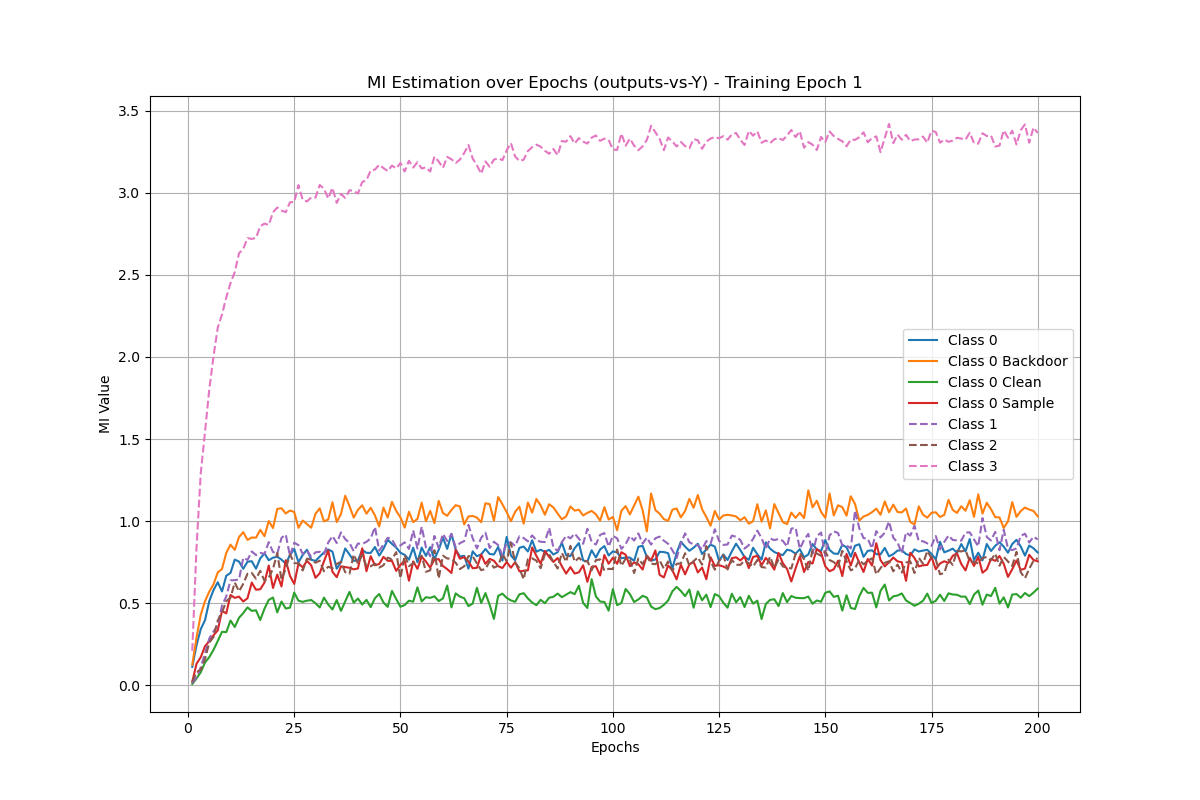 MI Estimation over Epochs (outputs-vs-Y) - Training Epoch 1
3.5
3.0
2.5
2.0
1.5
1.0
0.5
0.0
MI Value
Class 0
Class 0 Backdoor
Class 0 Clean
Class 0 Sample
Class 1
Class 2
Class 3
0
25
50
75
100
125
150
175
200
Epochs